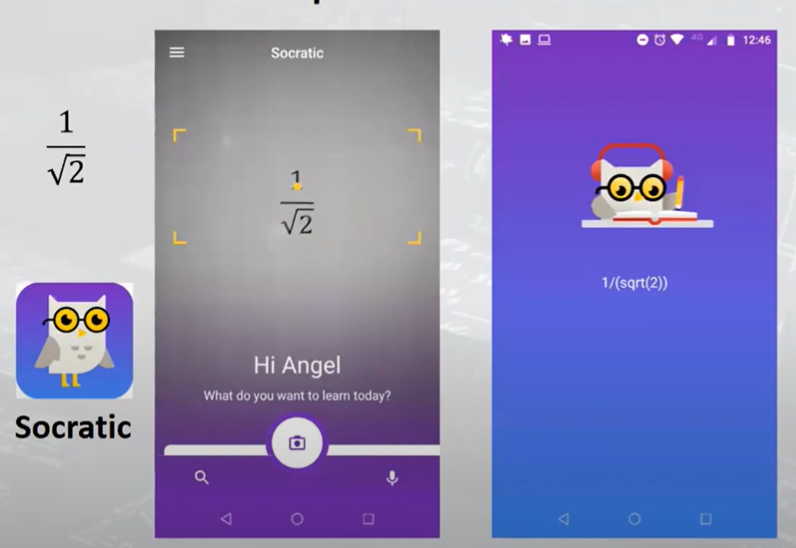 1
√2
Socratic
Socratic
1
√2
Hi Angel
What do you want to learn today?
4G
12:46
1/(sqrt(2))